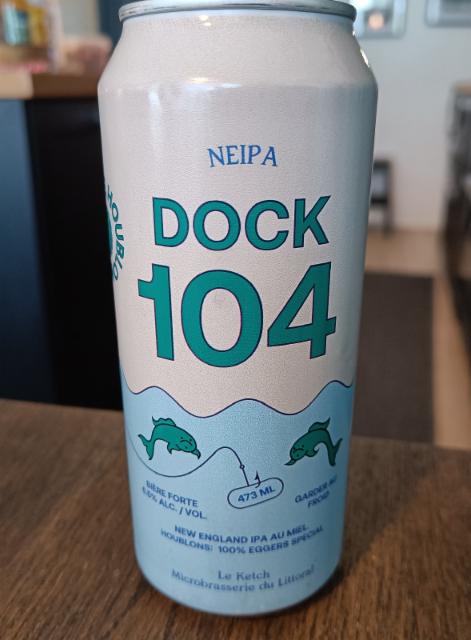 NEIPA
DOCK
104
BIÈRE FORTE
6.5% ALC. / VOL.
473 ML
GARDER AU
FROID
NEW ENGLAND IPA AU MIEL
HOUBLONS: 100% EGGERS SPECIAL
Le Ketch
Microbrasserie du Littoral